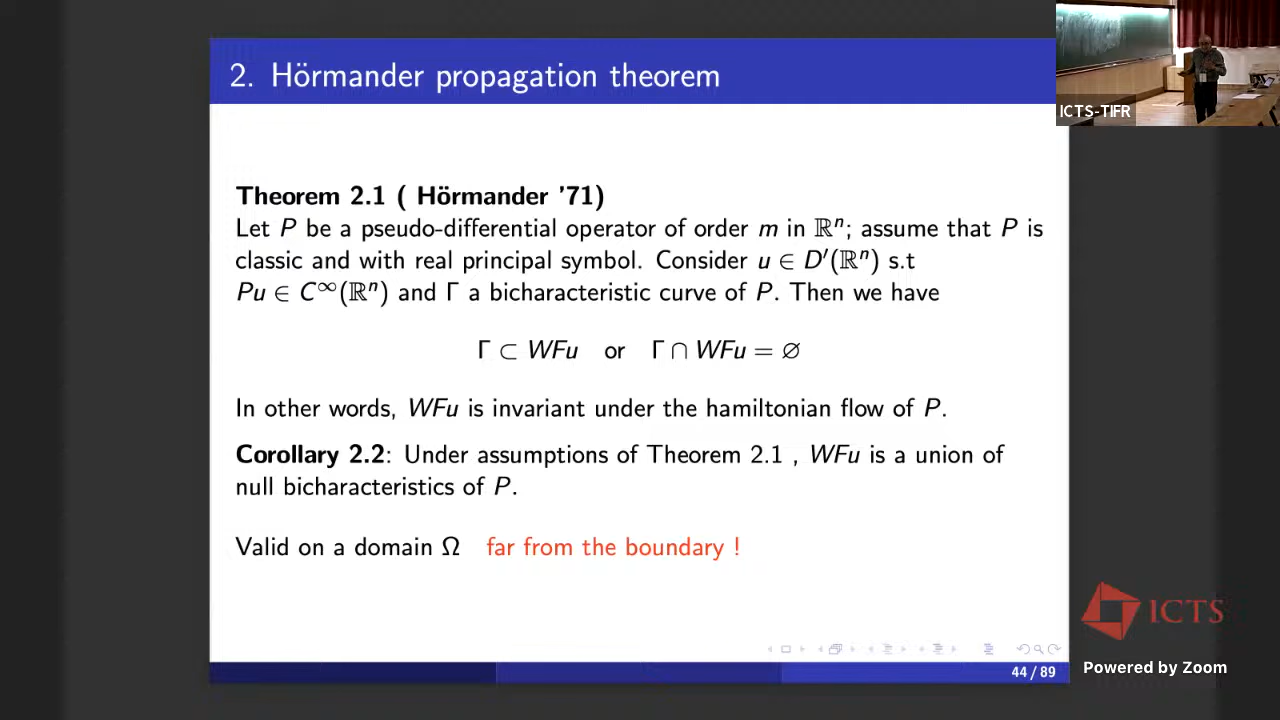 2. Hörmander propagation theorem
ICTS-TIFR
Theorem 2.1 ( Hörmander '71)
Let P be a pseudo-differential operator of order m in ℝⁿ; assume that P is
classic and with real principal symbol. Consider u ∈ D′(ℝⁿ) s.t
Pu ∈ C^∞(ℝⁿ) and Γ a bicharacteristic curve of P. Then we have
Γ ⊂ WFu or Γ ∩ WFu = ∅
In other words, WFu is invariant under the hamiltonian flow of P.
Corollary 2.2: Under assumptions of Theorem 2.1 , WFu is a union of
null bicharacteristics of P.
Valid on a domain Ω far from the boundary !
ICTS
Powered by Zoom
44 / 89